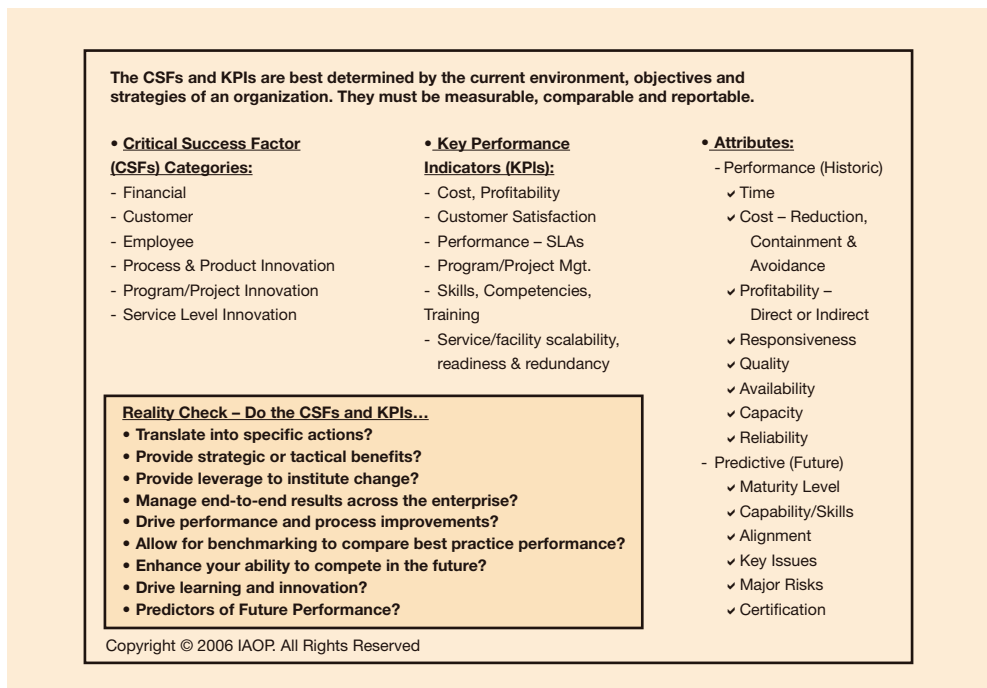 The CSFs and KPIs are best determined by the current environment, objectives and
strategies of an organization. They must be measurable, comparable and reportable.
• Critical Success Factor
(CSFs) Categories:
- Financial
- Customer
- Employee
- Process & Product Innovation
- Program/Project Innovation
- Service Level Innovation
• Key Performance
Indicators (KPIs):
- Cost, Profitability
- Customer Satisfaction
- Performance – SLAs
- Program/Project Mgt.
- Skills, Competencies,
Training
- Service/facility scalability,
readiness & redundancy
• Attributes:
- Performance (Historic)
✓ Time
✓ Cost – Reduction,
Containment &
Avoidance
✓ Profitability –
Direct or Indirect
✓ Responsiveness
✓ Quality
✓ Availability
✓ Capacity
✓ Reliability
- Predictive (Future)
✓ Maturity Level
✓ Capability/Skills
✓ Alignment
✓ Key Issues
✓ Major Risks
✓ Certification
Reality Check – Do the CSFs and KPIs…
• Translate into specific actions?
• Provide strategic or tactical benefits?
• Provide leverage to institute change?
• Manage end-to-end results across the enterprise?
• Drive performance and process improvements?
• Allow for benchmarking to compare best practice performance?
• Enhance your ability to compete in the future?
• Drive learning and innovation?
• Predictors of Future Performance?
Copyright © 2006 IAOP. All Rights Reserved